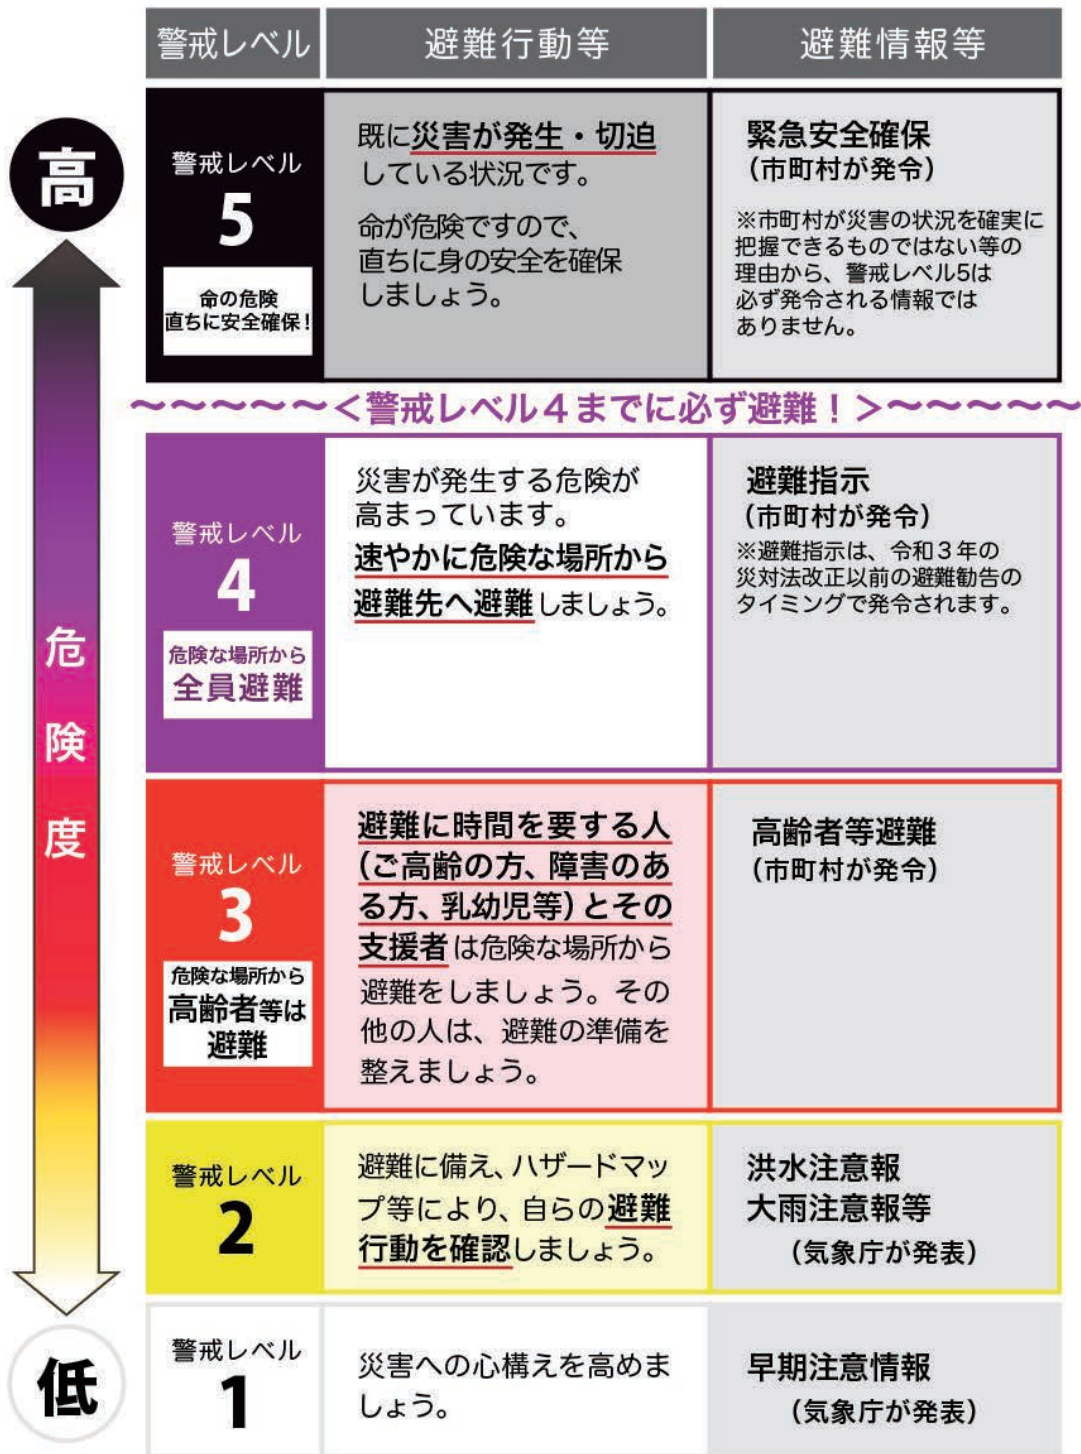 警戒レベル
避難行動等
避難情報等
高
危険度
低
警戒レベル
5
命の危険
直ちに安全確保!
既に災害が発生・切迫
している状況です。
命が危険ですので、
直ちに身の安全を確保
しましょう。
緊急安全確保
(市町村が発令)
※市町村が災害の状況を確実に
把握できるものではない等の
理由から、警戒レベル5は
必ず発令される情報では
ありません。
〜〜〜〜〜<警戒レベル4までに必ず避難!>〜〜〜〜〜
警戒レベル
4
危険な場所から
全員避難
災害が発生する危険が
高まっています。
速やかに危険な場所から
避難先へ避難しましょう。
避難指示
(市町村が発令)
※避難指示は、令和3年の
災対法改正以前の避難勧告の
タイミングで発令されます。
警戒レベル
3
危険な場所から
高齢者等は
避難
避難に時間を要する人
(ご高齢の方、障害のあ
る方、乳幼児等)とその
支援者は危険な場所から
避難をしましょう。その
他の人は、避難の準備を
整えましょう。
高齢者等避難
(市町村が発令)
警戒レベル
2
避難に備え、ハザードマッ
プ等により、自らの避難
行動を確認しましょう。
洪水注意報
大雨注意報等
(気象庁が発表)
警戒レベル
1
災害への心構えを高めま
しょう。
早期注意情報
(気象庁が発表)